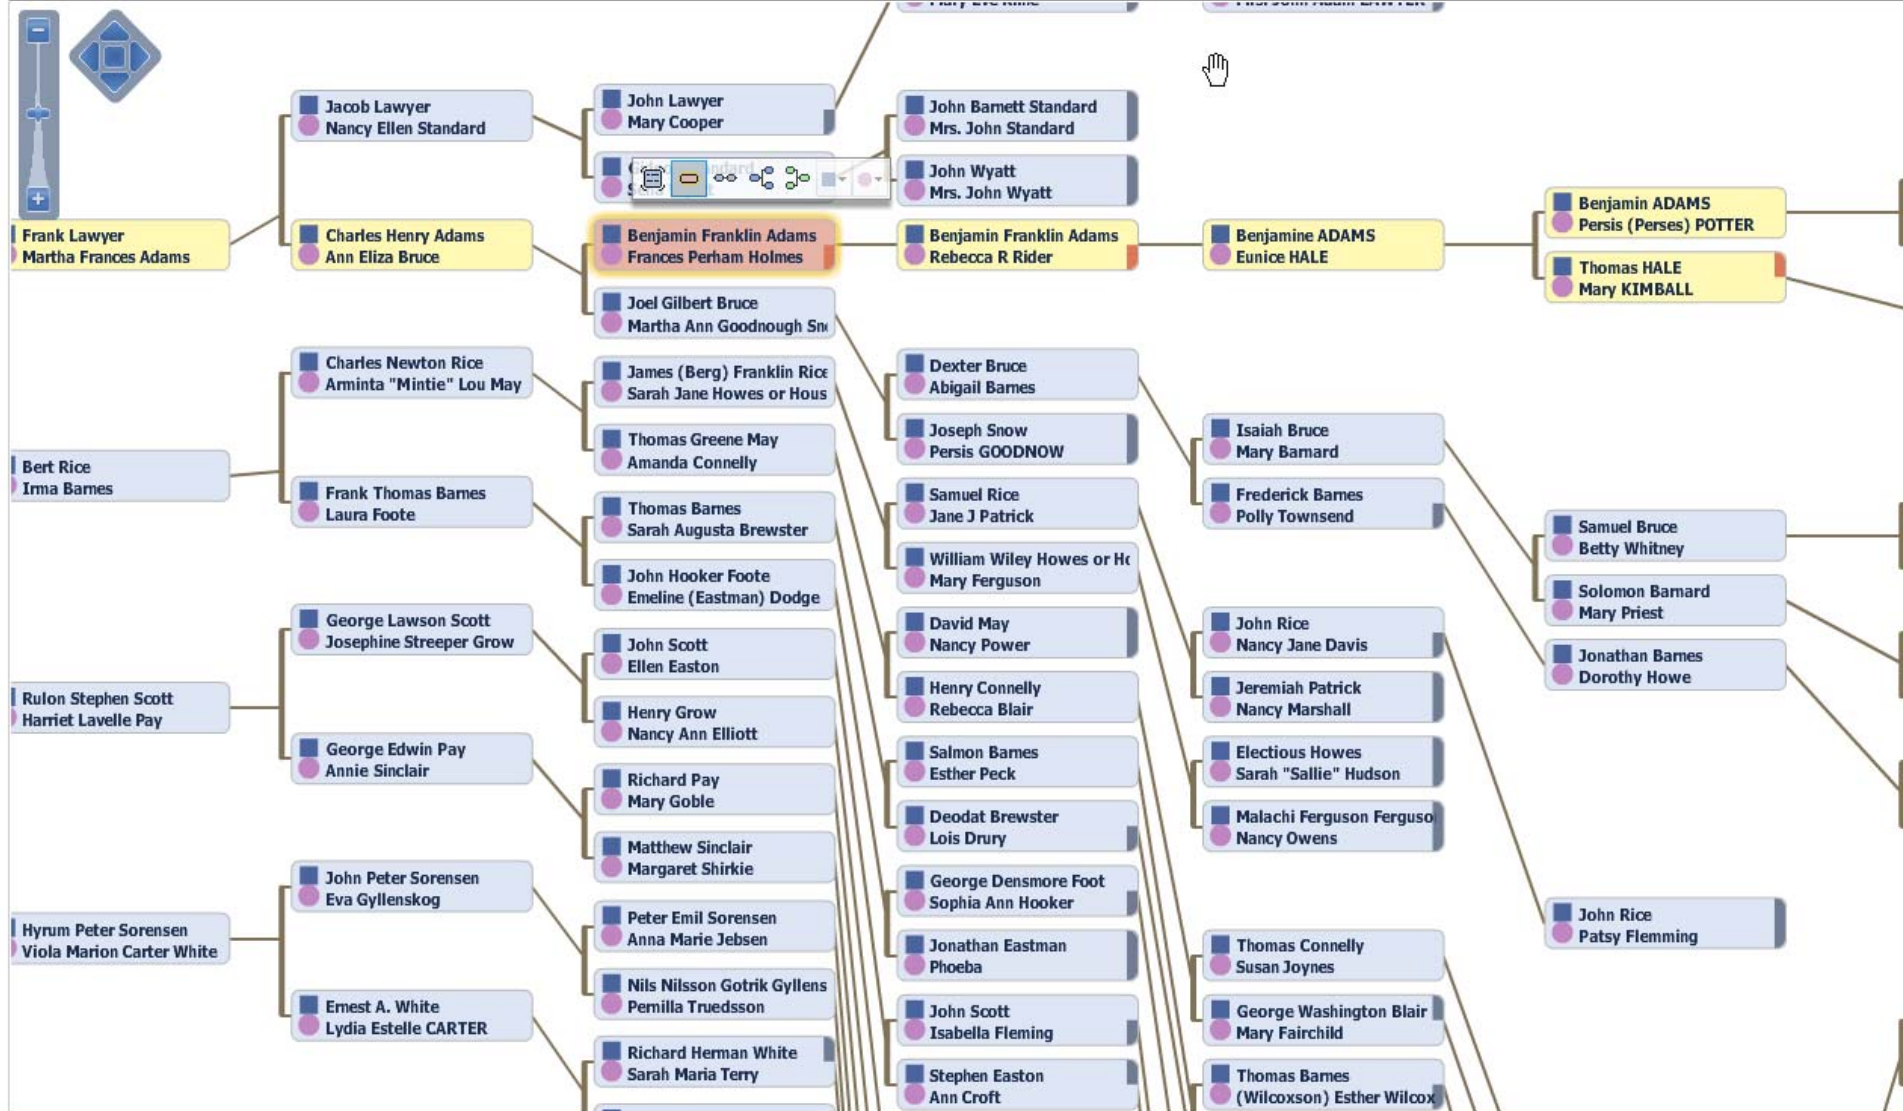 Mary Eve Kline
Mrs. John Adam LAWYER
Frank Lawyer
Martha Frances Adams
Bert Rice
Irma Barnes
Rulon Stephen Scott
Harriet Lavelle Pay
Hyrum Peter Sorensen
Viola Marion Carter White
Jacob Lawyer
Nancy Ellen Standard
Charles Henry Adams
Ann Eliza Bruce
Charles Newton Rice
Arminta "Mintie" Lou May
Frank Thomas Barnes
Laura Foote
George Lawson Scott
Josephine Streeper Grow
George Edwin Pay
Annie Sinclair
John Peter Sorensen
Eva Gyllenskog
Ernest A. White
Lydia Estelle CARTER
John Lawyer
Mary Cooper
Benjamin Franklin Adams
Frances Perham Holmes
Joel Gilbert Bruce
Martha Ann Goodnough Sn
James (Berg) Franklin Rice
Sarah Jane Howes or Hous
Thomas Greene May
Amanda Connelly
Thomas Barnes
Sarah Augusta Brewster
John Hooker Foote
Emeline (Eastman) Dodge
John Scott
Ellen Easton
Henry Grow
Nancy Ann Elliott
Richard Pay
Mary Goble
Matthew Sinclair
Margaret Shirkie
Peter Emil Sorensen
Anna Marie Jebsen
Nils Nilsson Gotrik Gyllens
Pernilla Truedsson
Richard Herman White
Sarah Maria Terry
John Barnett Standard
Mrs. John Standard
John Wyatt
Mrs. John Wyatt
Benjamin Franklin Adams
Rebecca R Rider
Dexter Bruce
Abigail Barnes
Joseph Snow
Persis GOODNOW
Samuel Rice
Jane J Patrick
William Wiley Howes or Ho
Mary Ferguson
David May
Nancy Power
Henry Connelly
Rebecca Blair
Salmon Barnes
Esther Peck
Deodat Brewster
Lois Drury
George Densmore Foot
Sophia Ann Hooker
Jonathan Eastman
Phoeba
John Scott
Isabella Fleming
Stephen Easton
Ann Croft
Benjamine ADAMS
Eunice HALE
Isaiah Bruce
Mary Barnard
Frederick Barnes
Polly Townsend
John Rice
Nancy Jane Davis
Jeremiah Patrick
Nancy Marshall
Electious Howes
Sarah "Sallie" Hudson
Malachi Ferguson Ferguso
Nancy Owens
Thomas Connelly
Susan Joynes
George Washington Blair
Mary Fairchild
Thomas Barnes
(Wilcoxson) Esther Wilcox
Benjamin ADAMS
Persis (Perses) POTTER
Thomas HALE
Mary KIMBALL
Samuel Bruce
Betty Whitney
Solomon Barnard
Mary Priest
Jonathan Barnes
Dorothy Howe
John Rice
Patsy Flemming